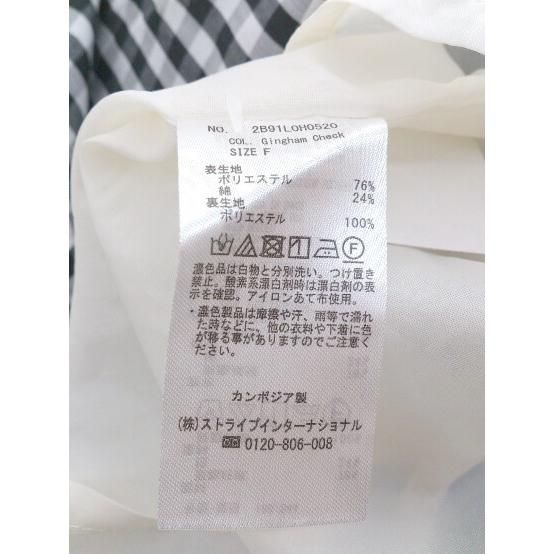 NO. 2B91L0H0520
COL. Gingham Check
SIZE F
表生地
ポリエステル 76%
綿 24%
裏生地
ポリエステル 100%
濃色品は白物と分別洗い。つけ置き
禁止。酸素系漂白剤時は漂白剤の表
示を確認。アイロンあて布使用。
・濃色製品は摩擦や汗、雨等で濡れ
た時などに、他の衣料や下着に色
が移る事がありますのでご注意く
ださい。
カンボジア製
(株)ストライプインターナショナル
0120-806-008